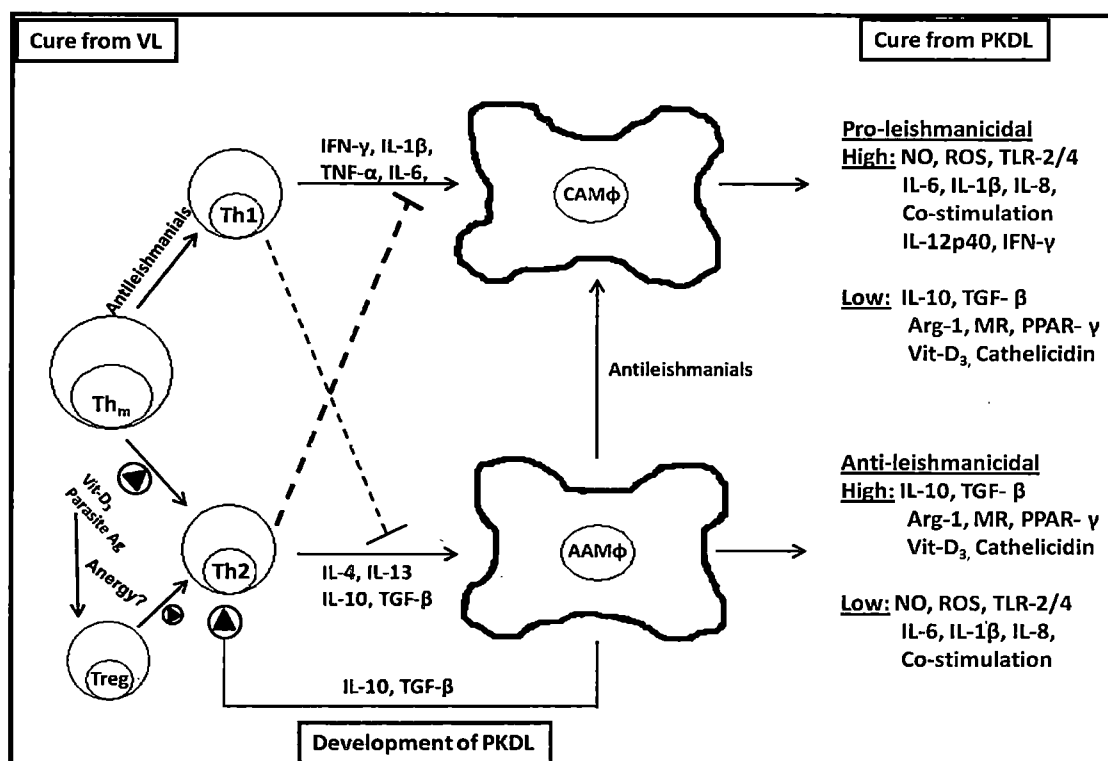 Cure from VL
Cure from PKDL
IFN-γ, IL-1β,
TNF-α, IL-6,
Th1
CAMϕ
Antileishmanials
Thm
Pro-leishmanicidal
High: NO, ROS, TLR-2/4
IL-6, IL-1β, IL-8,
Co-stimulation
IL-12p40, IFN-γ
Low: IL-10, TGF- β
Arg-1, MR, PPAR- γ
Vit-D3, Cathelicidin
Antileishmanials
Vit-D3
Parasite Ag
Anergy?
Th2
Treg
IL-4, IL-13
IL-10, TGF-β
AAMϕ
Anti-leishmanicidal
High: IL-10, TGF- β
Arg-1, MR, PPAR- γ
Vit-D3, Cathelicidin
Low: NO, ROS, TLR-2/4
IL-6, IL-1β, IL-8,
Co-stimulation
IL-10, TGF-β
Development of PKDL